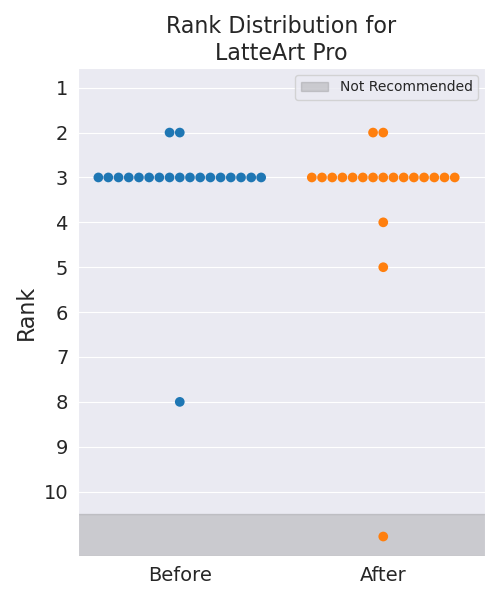 Rank Distribution for
LatteArt Pro
Not Recommended
1
2
3
4
5
6
7
8
9
10
Rank
Before
After